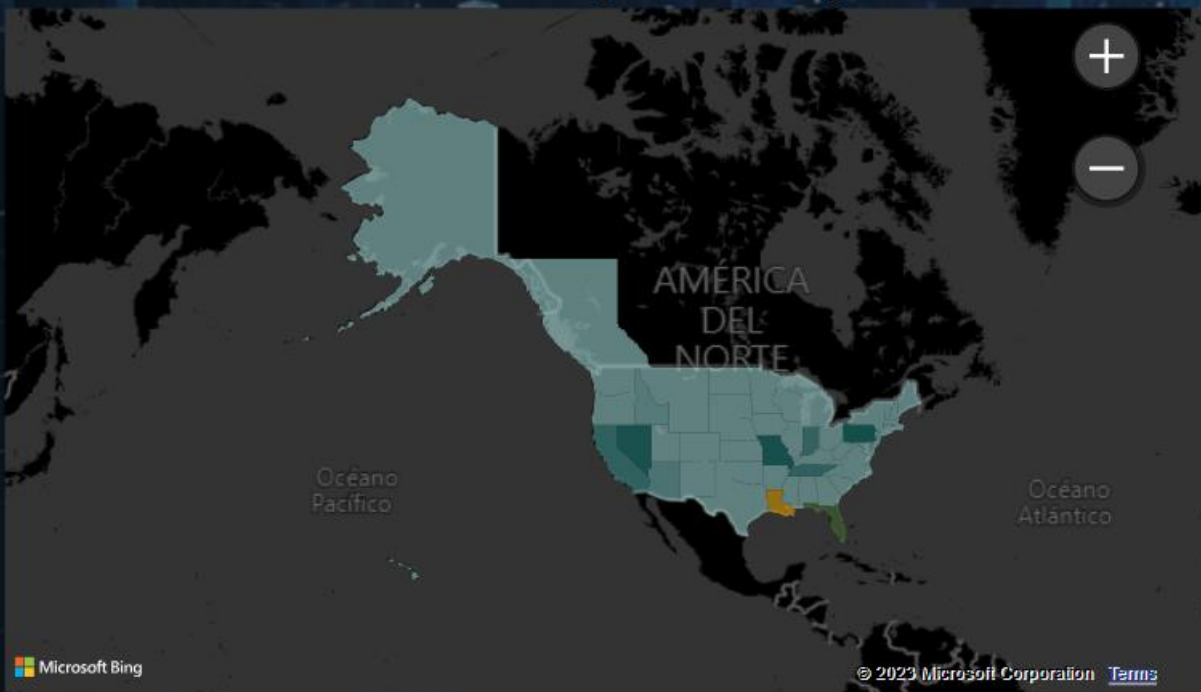 +
AMÉRICA
DEL
NORTE
Océano
Pacífico
Océano
Atlántico
−
Microsoft Bing
© 2023 Microsoft Corporation Terms